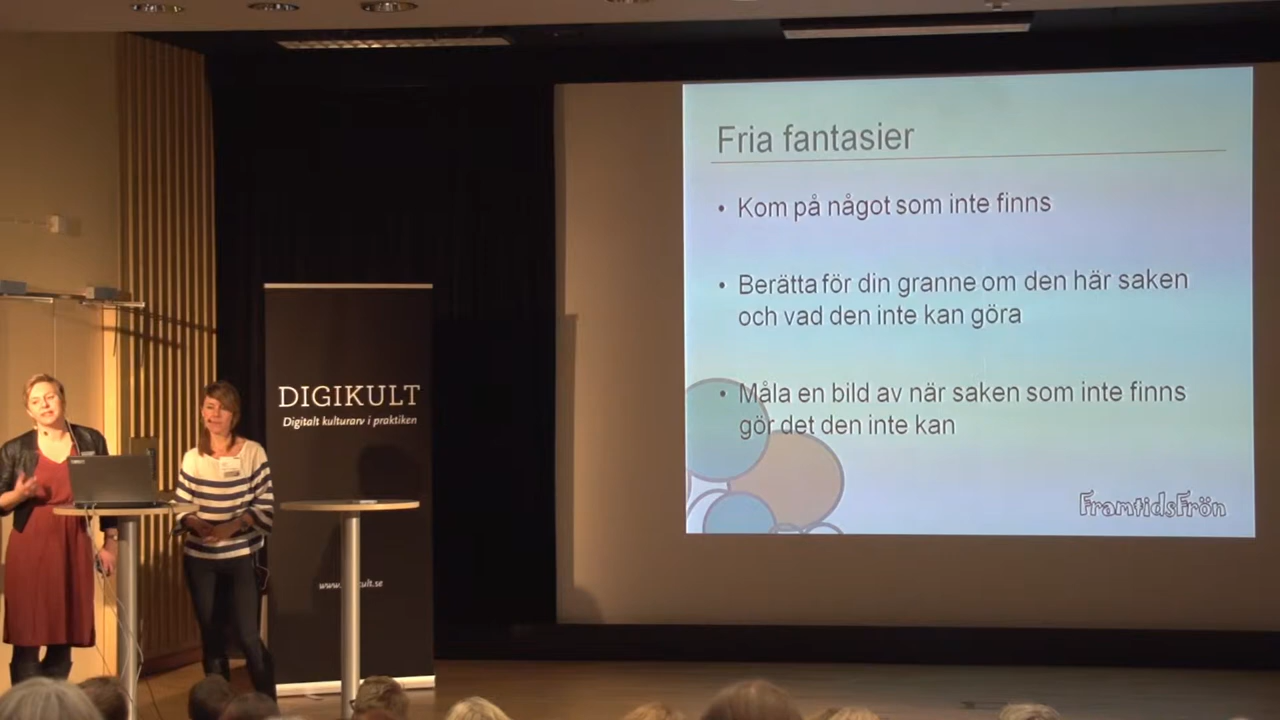 Fria fantasier
• Kom på något som inte finns
• Berätta för din granne om den här saken
och vad den inte kan göra
• Måla en bild av när saken som inte finns
gör det den inte kan
FramtidsFrön
DIGIKULT
Digitalt kulturarv i praktiken